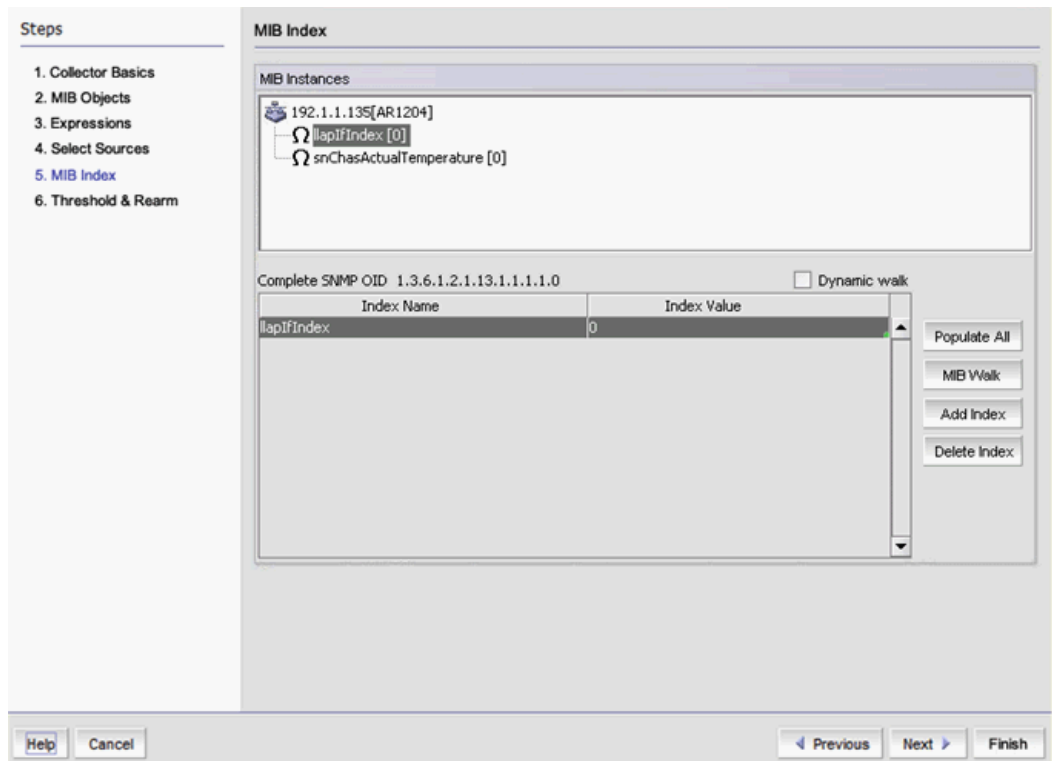 Steps
1. Collector Basics
2. MIB Objects
3. Expressions
4. Select Sources
5. MIB Index
6. Threshold & Rearm
MIB Index
MIB Instances
192.1.1.135[AR1204]
llapIfIndex [0]
snChasActualTemperature [0]
Complete SNMP OID 1.3.6.1.2.1.13.1.1.1.1.0
Dynamic walk
Index Name Index Value
llapIfIndex 0
Populate All
MIB Walk
Add Index
Delete Index
Help Cancel Previous Next Finish